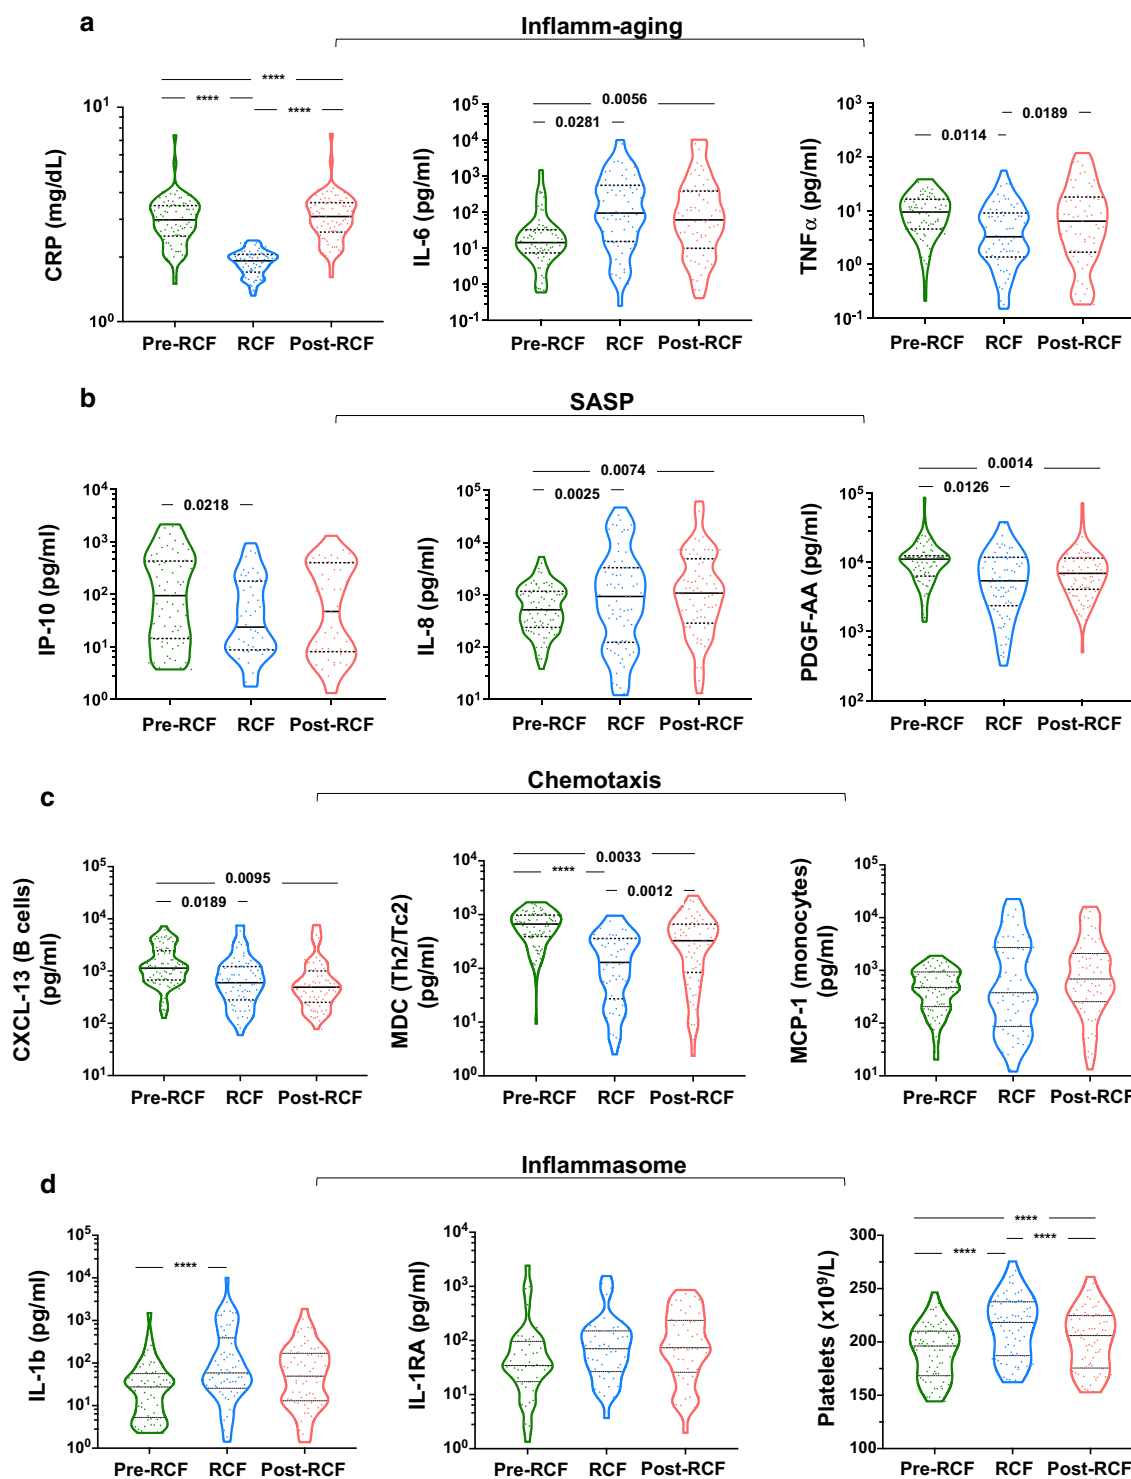 a
Inflamm-aging
CRP (mg/dL)
10¹
10⁰
****
****
****
Pre-RCF RCF Post-RCF
IL-6 (pg/ml)
10⁵
10⁴
10³
10²
10¹
10⁰
10⁻¹
0.0056
0.0281
Pre-RCF RCF Post-RCF
TNFα (pg/ml)
10³
10²
10¹
10⁰
10⁻¹
0.0189
0.0114
Pre-RCF RCF Post-RCF
b
SASP
IP-10 (pg/ml)
10⁴
10³
10²
10¹
10⁰
0.0218
Pre-RCF RCF Post-RCF
IL-8 (pg/ml)
10⁵
10⁴
10³
10²
10¹
0.0074
0.0025
Pre-RCF RCF Post-RCF
PDGF-AA (pg/ml)
10⁵
10⁴
10³
10²
0.0014
0.0126
Pre-RCF RCF Post-RCF
c
Chemotaxis
CXCL-13 (B cells)
(pg/ml)
10⁵
10⁴
10³
10²
10¹
0.0095
0.0189
Pre-RCF RCF Post-RCF
MDC (Th2/Tc2)
(pg/ml)
10⁴
10³
10²
10¹
10⁰
0.0033
****
0.0012
Pre-RCF RCF Post-RCF
MCP-1 (monocytes)
(pg/ml)
10⁵
10⁴
10³
10²
10¹
Pre-RCF RCF Post-RCF
d
Inflammasome
IL-1b (pg/ml)
10⁵
10⁴
10³
10²
10¹
10⁰
****
Pre-RCF RCF Post-RCF
IL-1RA (pg/ml)
10⁴
10³
10²
10¹
10⁰
Pre-RCF RCF Post-RCF
Platelets (x10⁹/L)
300
250
200
150
100
****
****
****
Pre-RCF RCF Post-RCF